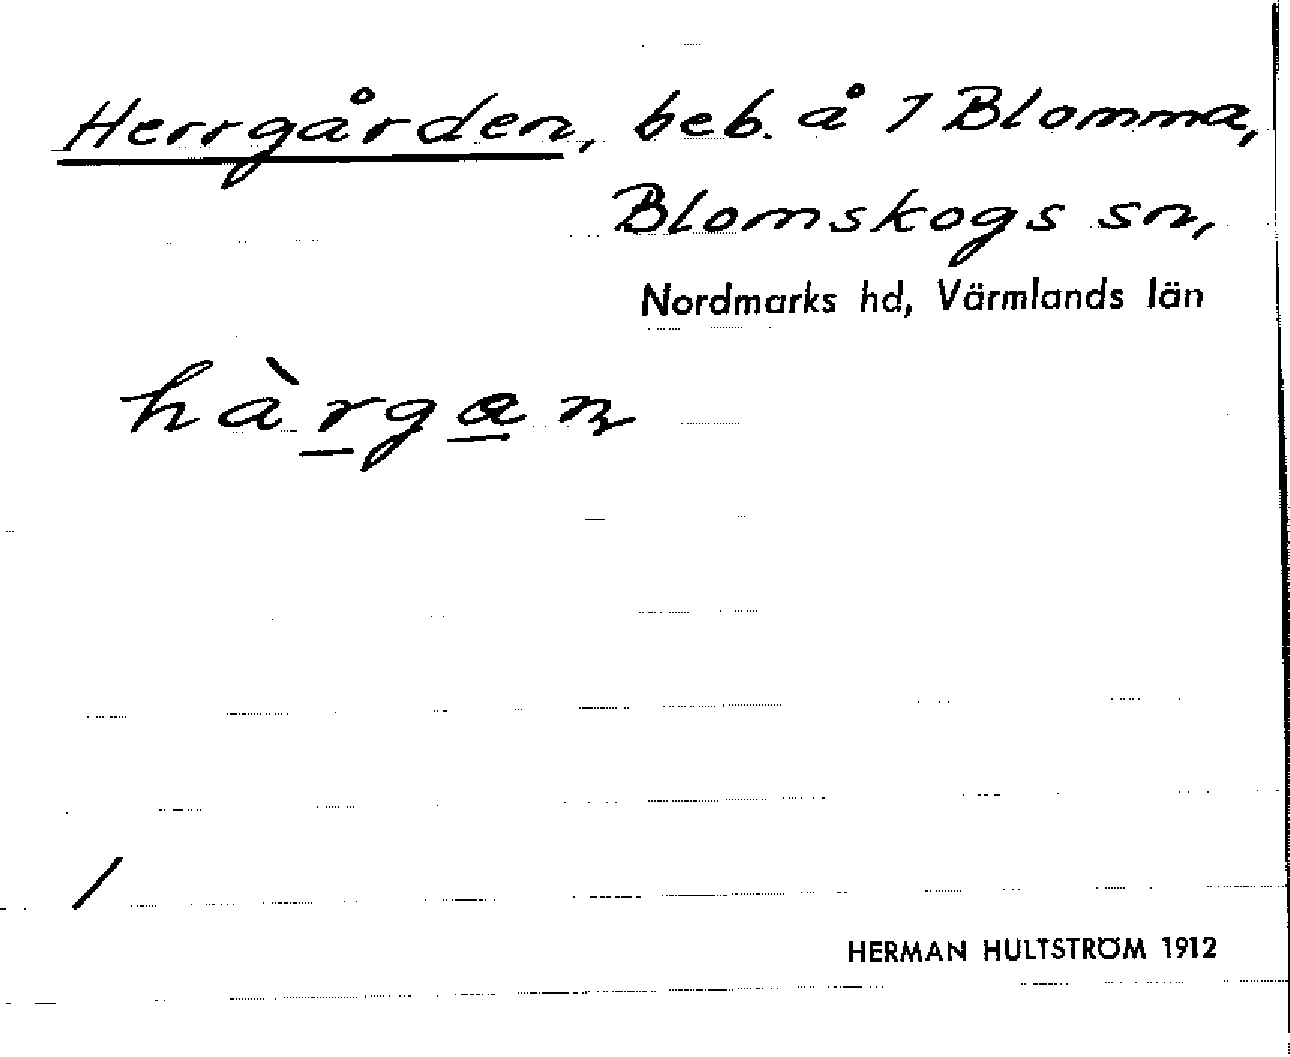 Herrgården, beb. å 1 Blomma,
Blomskogs sn,
Nordmarks hd, Värmlands län
hàrgan
/
HERMAN HULTSTRÖM 1912